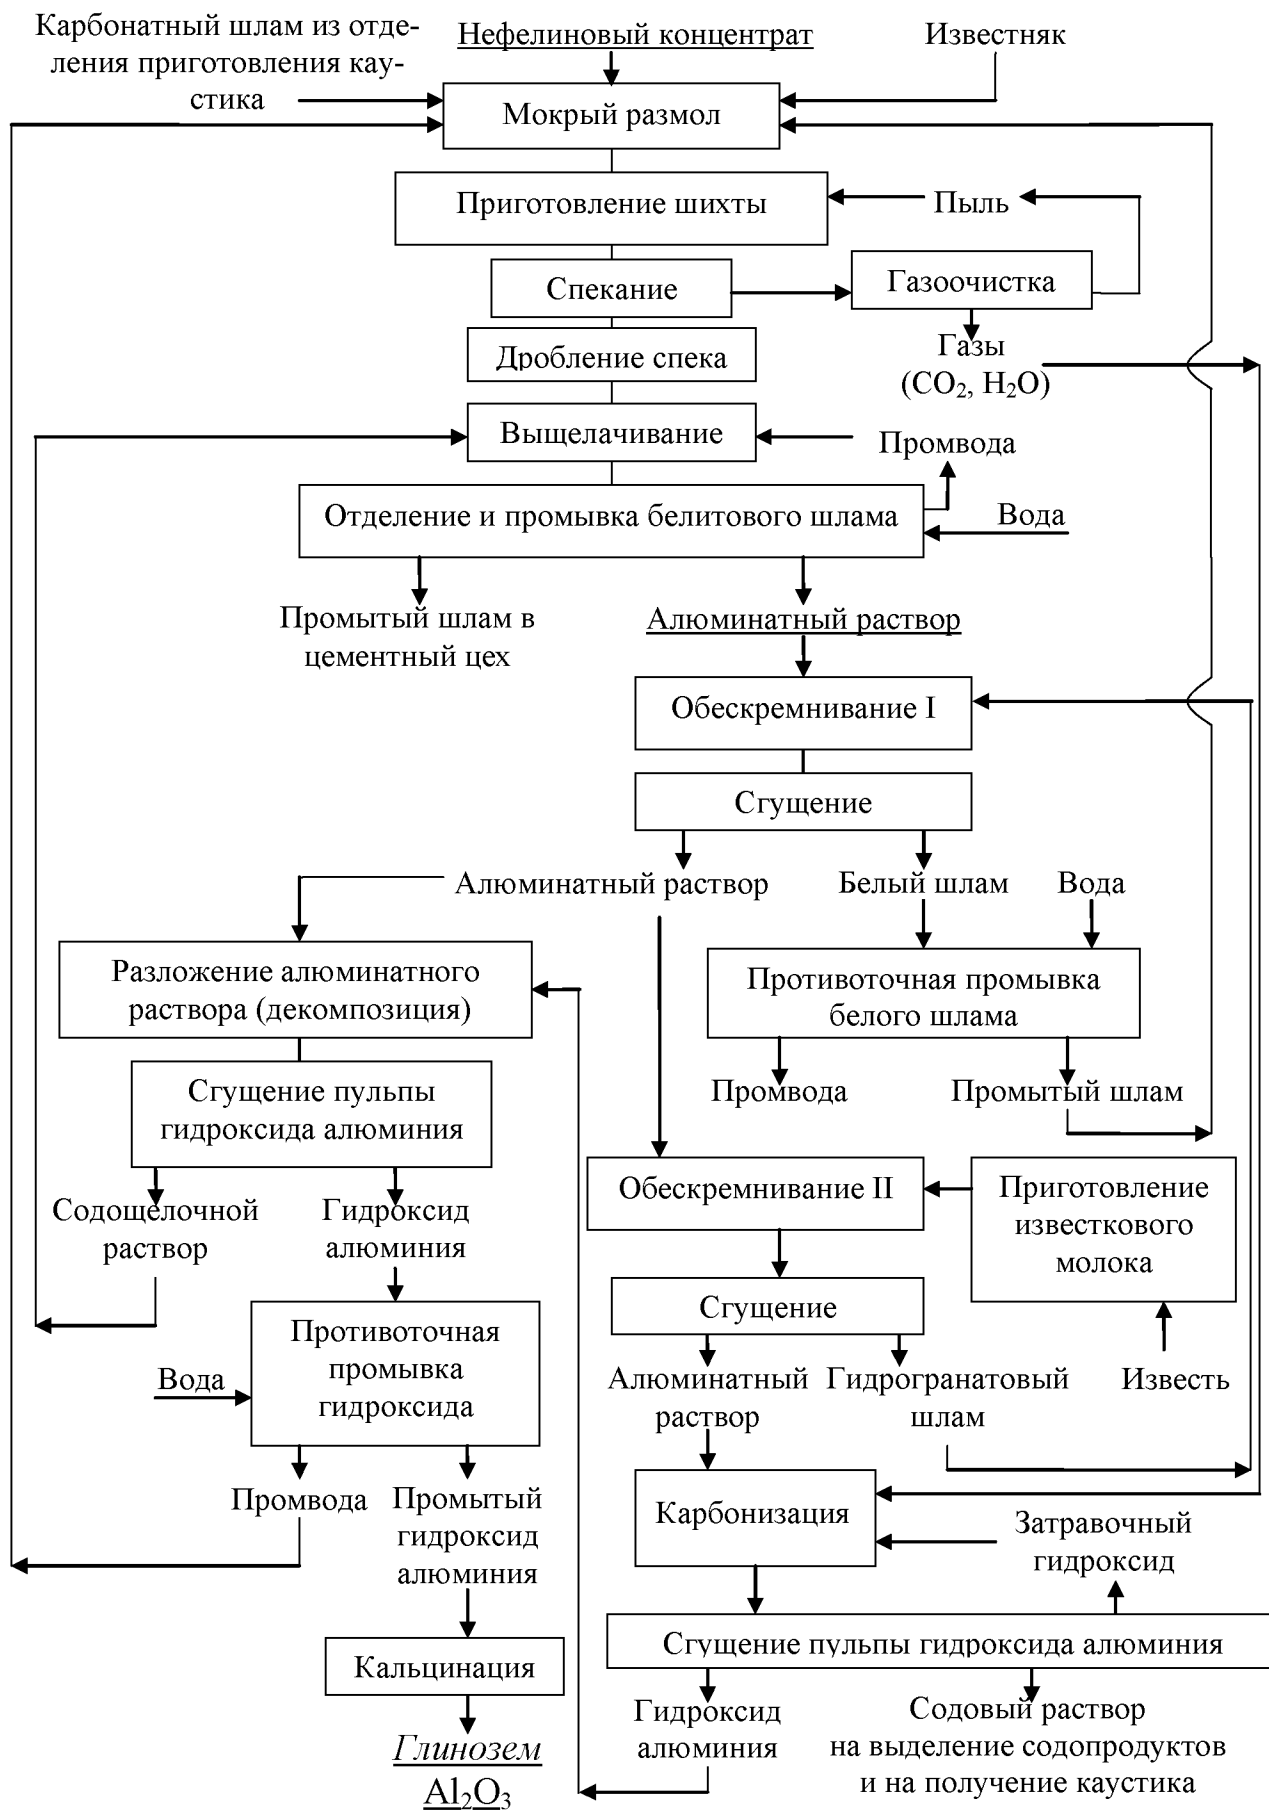 Карбонатный шлам из отде-
ления приготовления кау-
стика
Нефелиновый концентрат
Известняк
Мокрый размол
Приготовление шихты
Пыль
Спекание
Газоочистка
Дробление спека
Газы
(CO₂, H₂O)
Выщелачивание
Промвода
Отделение и промывка белитового шлама
Вода
Промытый шлам в
цементный цех
Алюминатный раствор
Обескремнивание I
Сгущение
Алюминатный раствор
Белый шлам
Вода
Разложение алюминатного
раствора (декомпозиция)
Противоточная промывка
белого шлама
Сгущение пульпы
гидроксида алюминия
Промвода
Промытый шлам
Содощелочной
раствор
Гидроксид
алюминия
Обескремнивание II
Приготовление
известкового
молока
Сгущение
Противоточная
промывка
гидроксида
Вода
Алюминатный
раствор
Гидрогранатовый
шлам
Известь
Промвода
Промытый
гидроксид
алюминия
Карбонизация
Затравочный
гидроксид
Сгущение пульпы гидроксида алюминия
Кальцинация
Гидроксид
алюминия
Содовый раствор
на выделение содопродуктов
и на получение каустика
Глинозем
Al₂O₃